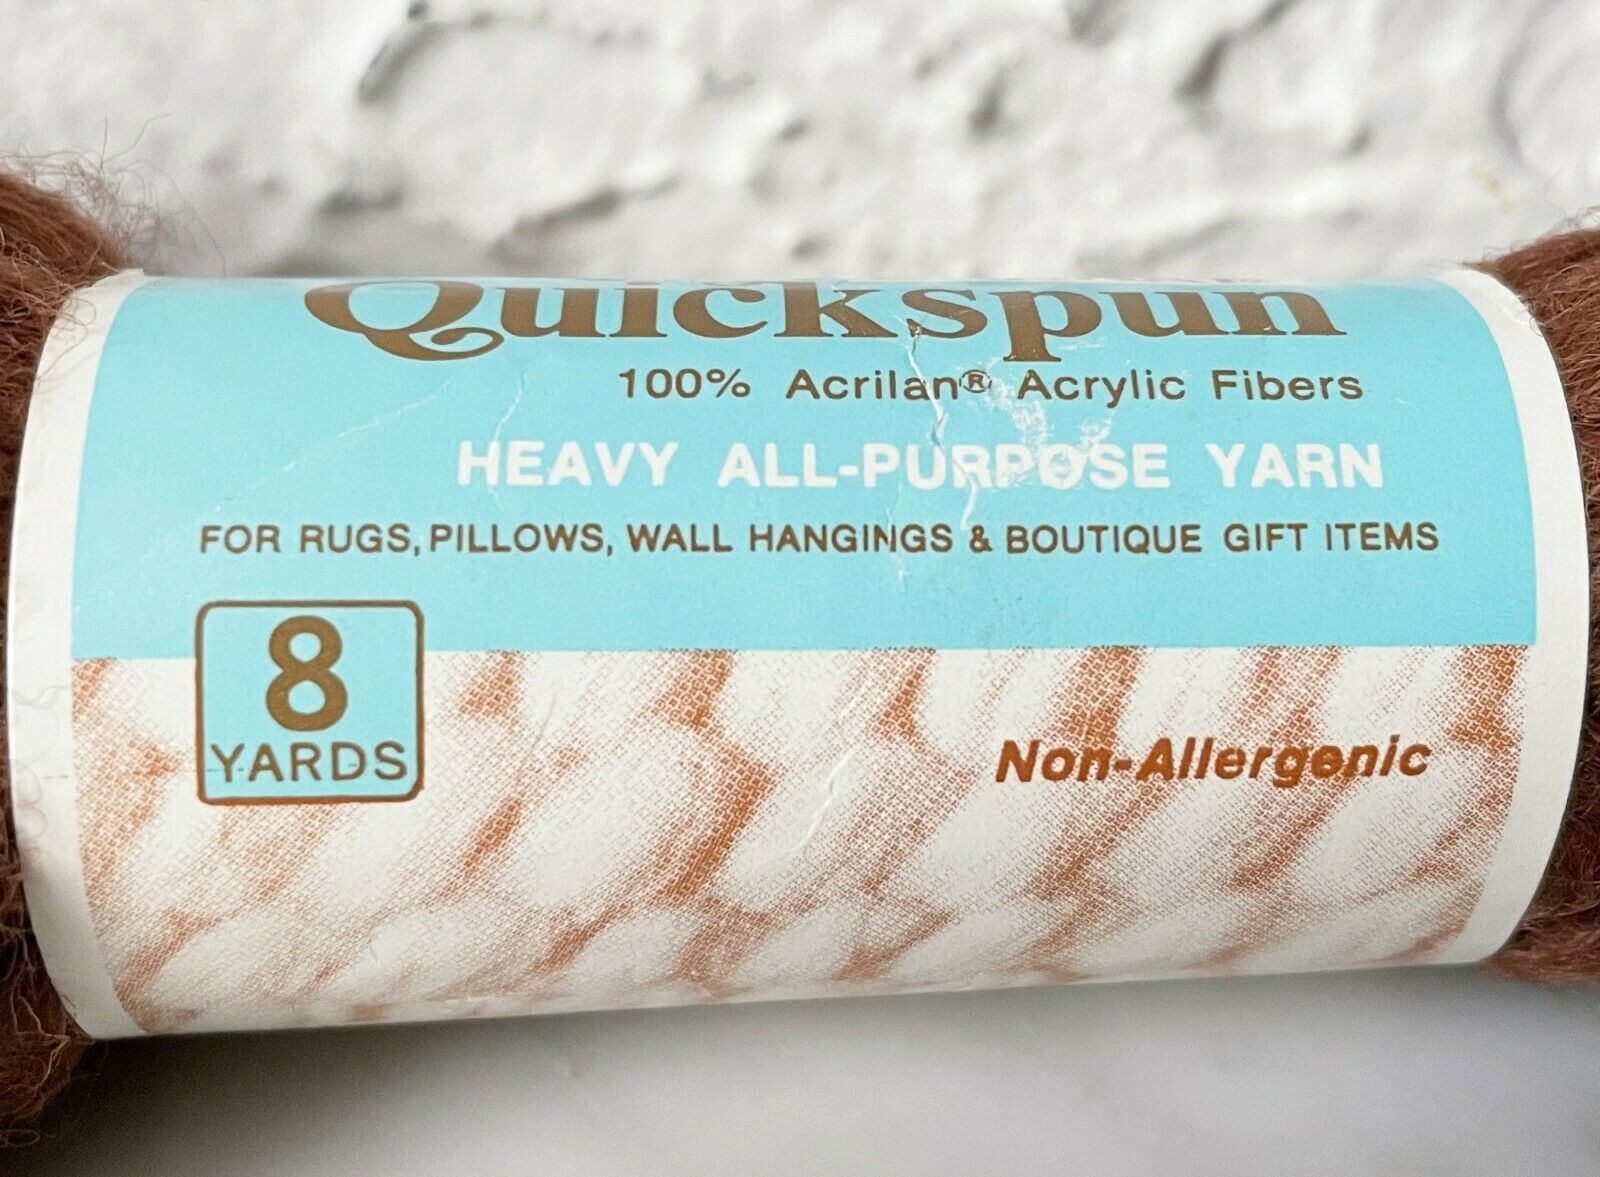 Quickspun
100% Acrilan® Acrylic Fibers
HEAVY ALL-PURPOSE YARN
FOR RUGS, PILLOWS, WALL HANGINGS & BOUTIQUE GIFT ITEMS
8
YARDS
Non-Allergenic